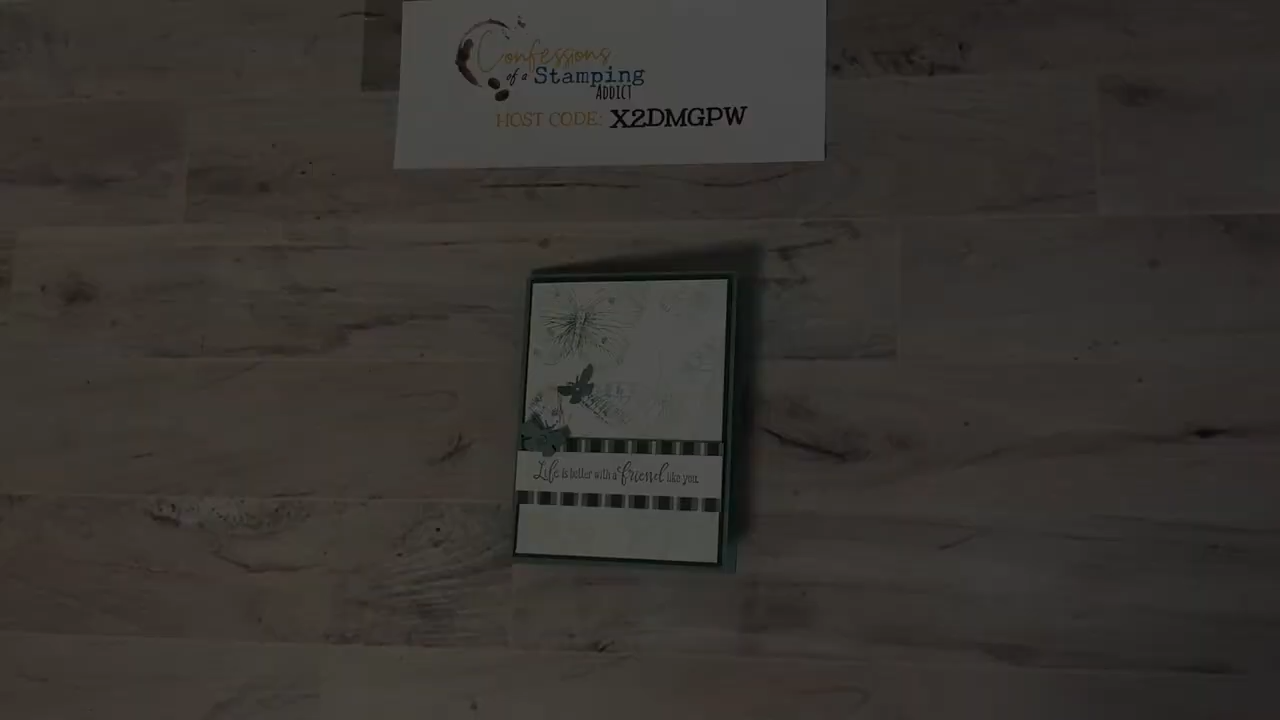 Confessions
of a Stamping
ADDICT
HOST CODE: X2DMGPW
Life is better with a friend like you.